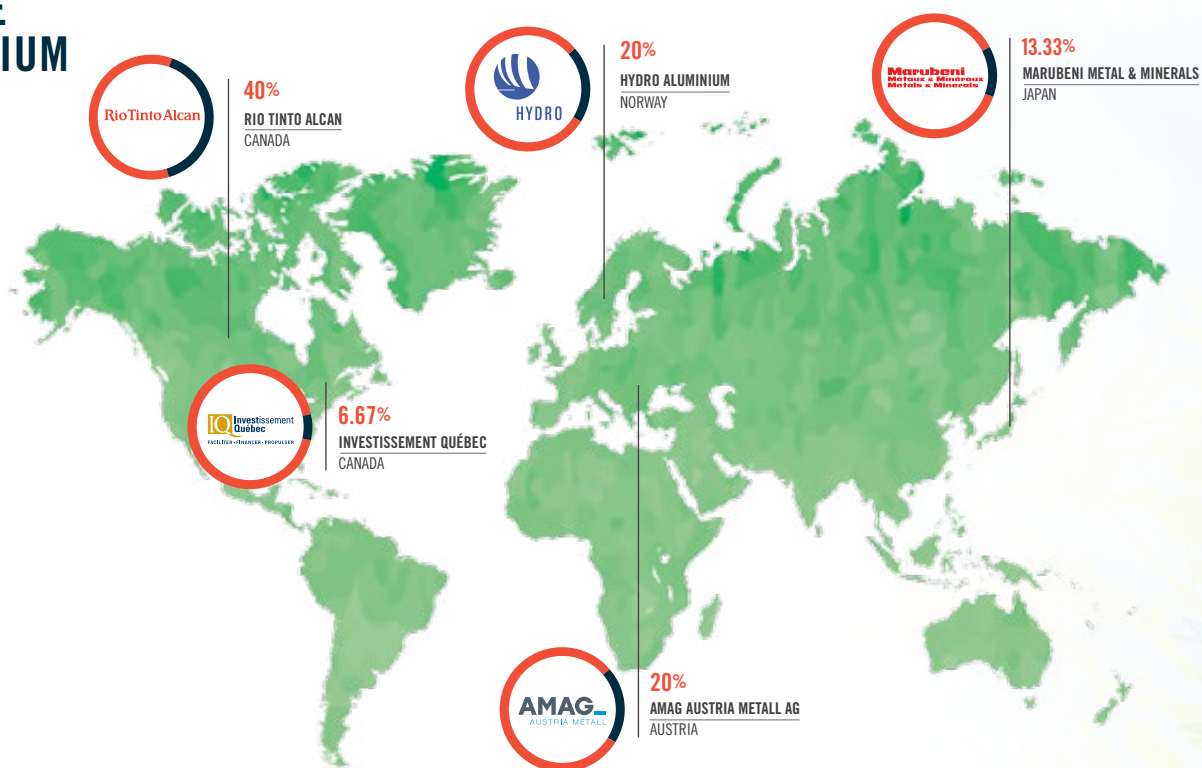 IUM
RioTintoAlcan
40%
RIO TINTO ALCAN
CANADA
HYDRO
20%
HYDRO ALUMINIUM
NORWAY
Marubeni
Métaux & Minéraux
Metals & Minerals
13.33%
MARUBENI METAL & MINERALS
JAPAN
IQ
Investissement
Québec
FACILITER • FINANCER • PROPULSER
6.67%
INVESTISSEMENT QUÉBEC
CANADA
AMAG_
AUSTRIA METALL
20%
AMAG AUSTRIA METALL AG
AUSTRIA